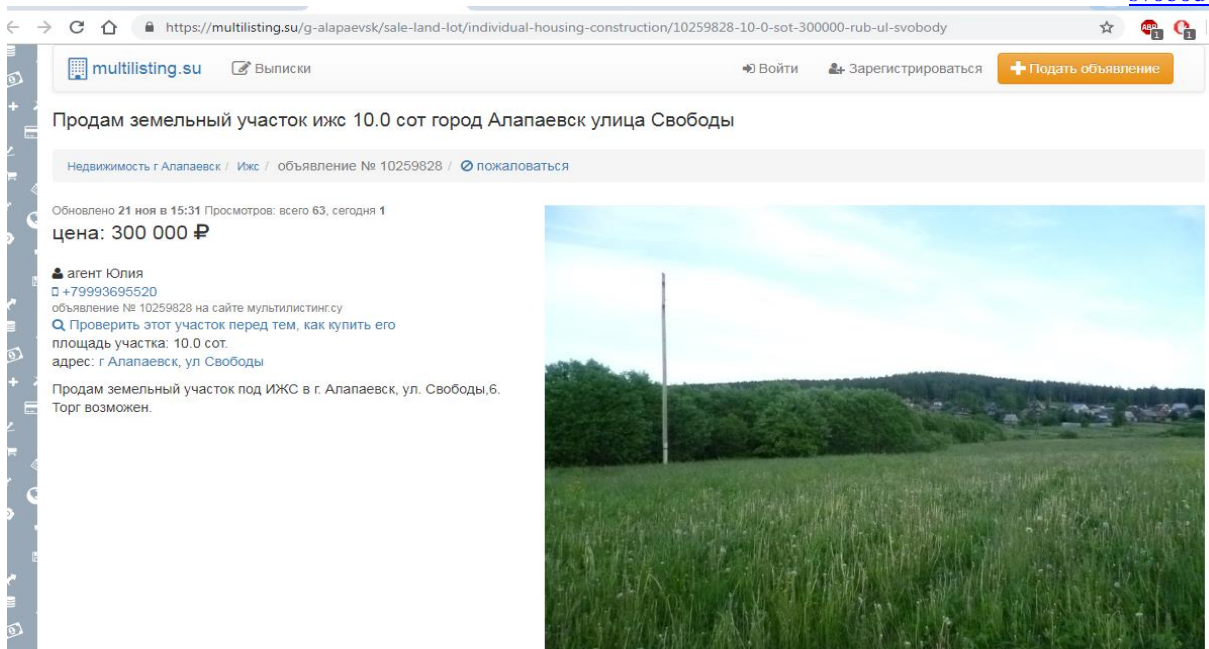 svobod
https://multilisting.su/g-alapaevsk/sale-land-lot/individual-housing-construction/10259828-10-0-sot-300000-rub-ul-svobody
multilisting.su Выписки Войти Зарегистрироваться Подать объявление
Продам земельный участок ижс 10.0 сот город Алапаевск улица Свободы
Недвижимость г Алапаевск / Ижс / объявление № 10259828 / пожаловаться
Обновлено 21 ноя в 15:31 Просмотров: всего 63, сегодня 1
цена: 300 000 ₽
агент Юлия
+79993695520
объявление № 10259828 на сайте мультилистинг.су
Проверить этот участок перед тем, как купить его
площадь участка: 10.0 сот.
адрес: г Алапаевск, ул Свободы
Продам земельный участок под ИЖС в г. Алапаевск, ул. Свободы,6.
Торг возможен.